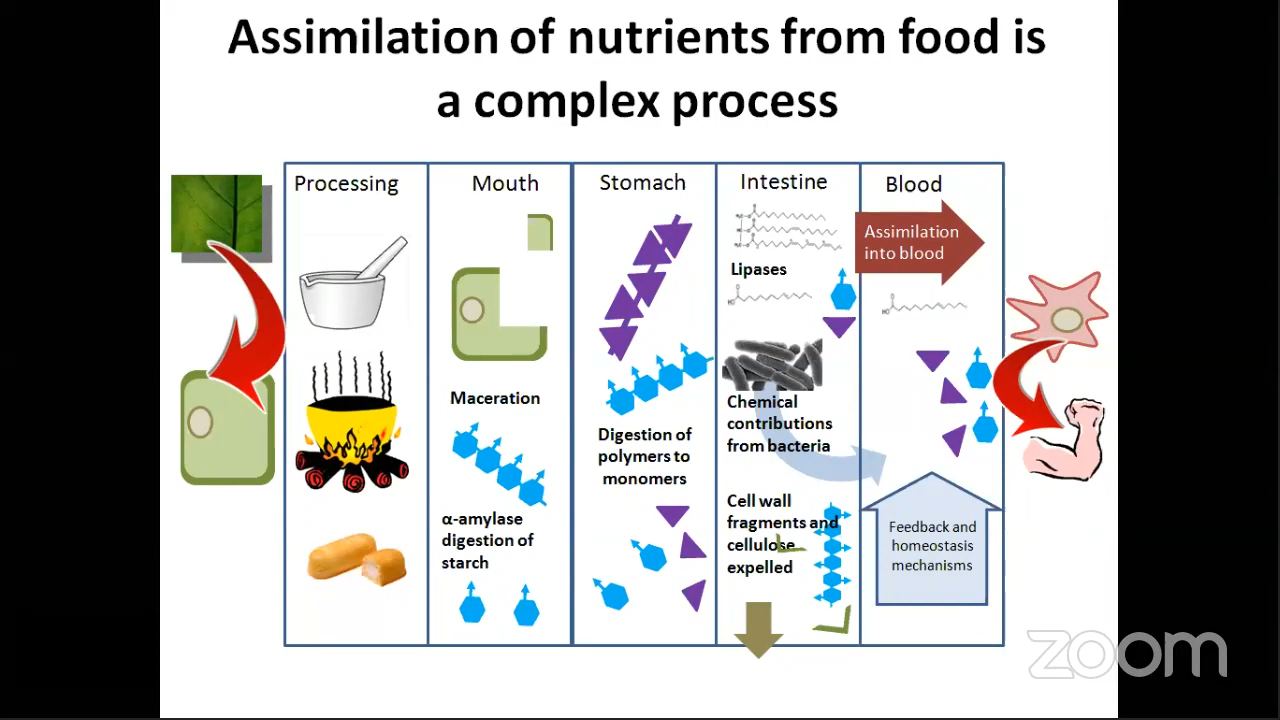 Assimilation of nutrients from food is
a complex process
Processing
Mouth
Maceration
α-amylase
digestion of
starch
Stomach
Digestion of
polymers to
monomers
Intestine
Lipases
Chemical
contributions
from bacteria
Cell wall
fragments and
cellulose
expelled
Blood
Assimilation
into blood
Feedback and
homeostasis
mechanisms
zoom